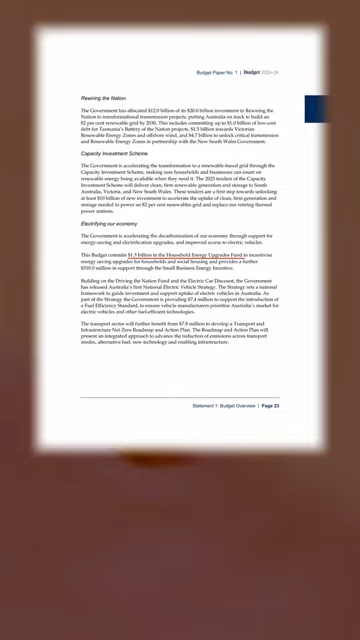 Budget Paper No. 1 | Budget 2023–24
Rewiring the Nation
The Government has allocated $12.0 billion of its $20.0 billion investment in Rewiring the
Nation to transformational transmission projects, putting Australia on track to build an
82 per cent renewable grid by 2030. This includes committing up to $1.0 billion of low-cost
debt for Tasmania's Battery of the Nation projects, $1.5 billion towards Victorian
Renewable Energy Zones and offshore wind, and $4.7 billion to unlock critical transmission
and Renewable Energy Zones in partnership with the New South Wales Government.
Capacity Investment Scheme
The Government is accelerating the transformation to a renewable-based grid through the
Capacity Investment Scheme, making sure households and businesses can count on
renewable energy being available when they need it. The 2023 tenders of the Capacity
Investment Scheme will deliver clean, firm renewable generation and storage to South
Australia, Victoria, and New South Wales. These tenders are a first step towards unlocking
at least $10 billion of new investment to accelerate the uptake of clean, firm generation and
storage needed to power an 82 per cent renewables grid and replace our retiring thermal
power stations.
Electrifying our economy
The Government is accelerating the decarbonisation of our economy through support for
energy-saving and electrification upgrades, and improved access to electric vehicles.
This Budget commits $1.3 billion in the Household Energy Upgrades Fund to incentivise
energy saving upgrades for households and social housing and provides a further
$310.0 million in support through the Small Business Energy Incentive.
Building on the Driving the Nation Fund and the Electric Car Discount, the Government
has released Australia's first National Electric Vehicle Strategy. The Strategy sets a national
framework to guide investment and support uptake of electric vehicles in Australia. As
part of the Strategy the Government is providing $7.4 million to support the introduction of
a Fuel Efficiency Standard, to ensure vehicle manufacturers prioritise Australia's market for
electric vehicles and other fuel-efficient technologies.
The transport sector will further benefit from $7.8 million to develop a Transport and
Infrastructure Net Zero Roadmap and Action Plan. The Roadmap and Action Plan will
present an integrated approach to advance the reduction of emissions across transport
modes, alternative fuel, new technology and enabling infrastructure.
Statement 1: Budget Overview | Page 23